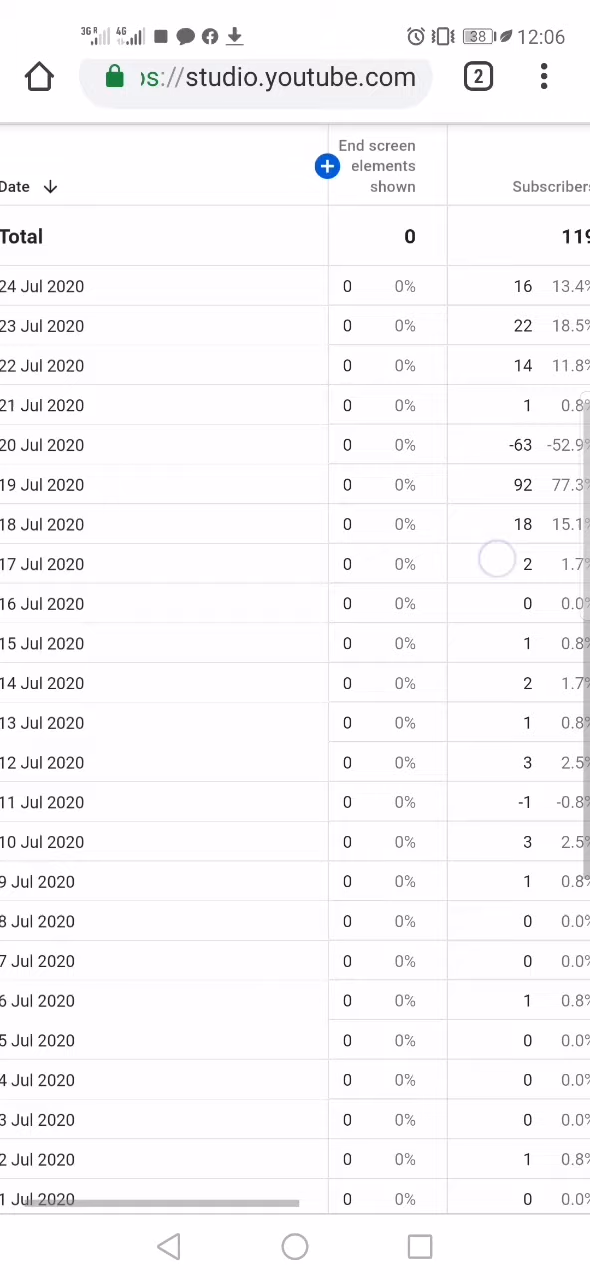 3G R 4G 38 12:06
os://studio.youtube.com 2
End screen
elements
shown
Date Subscribers
Total 0 119
24 Jul 2020 0 0% 16 13.4%
23 Jul 2020 0 0% 22 18.5%
22 Jul 2020 0 0% 14 11.8%
21 Jul 2020 0 0% 1 0.8%
20 Jul 2020 0 0% -63 -52.9%
19 Jul 2020 0 0% 92 77.3%
18 Jul 2020 0 0% 18 15.1%
17 Jul 2020 0 0% 2 1.7%
16 Jul 2020 0 0% 0 0.0%
15 Jul 2020 0 0% 1 0.8%
14 Jul 2020 0 0% 2 1.7%
13 Jul 2020 0 0% 1 0.8%
12 Jul 2020 0 0% 3 2.5%
11 Jul 2020 0 0% -1 -0.8%
10 Jul 2020 0 0% 3 2.5%
9 Jul 2020 0 0% 1 0.8%
8 Jul 2020 0 0% 0 0.0%
7 Jul 2020 0 0% 0 0.0%
6 Jul 2020 0 0% 1 0.8%
5 Jul 2020 0 0% 0 0.0%
4 Jul 2020 0 0% 0 0.0%
3 Jul 2020 0 0% 0 0.0%
2 Jul 2020 0 0% 1 0.8%
1 Jul 2020 0 0% 0 0.0%